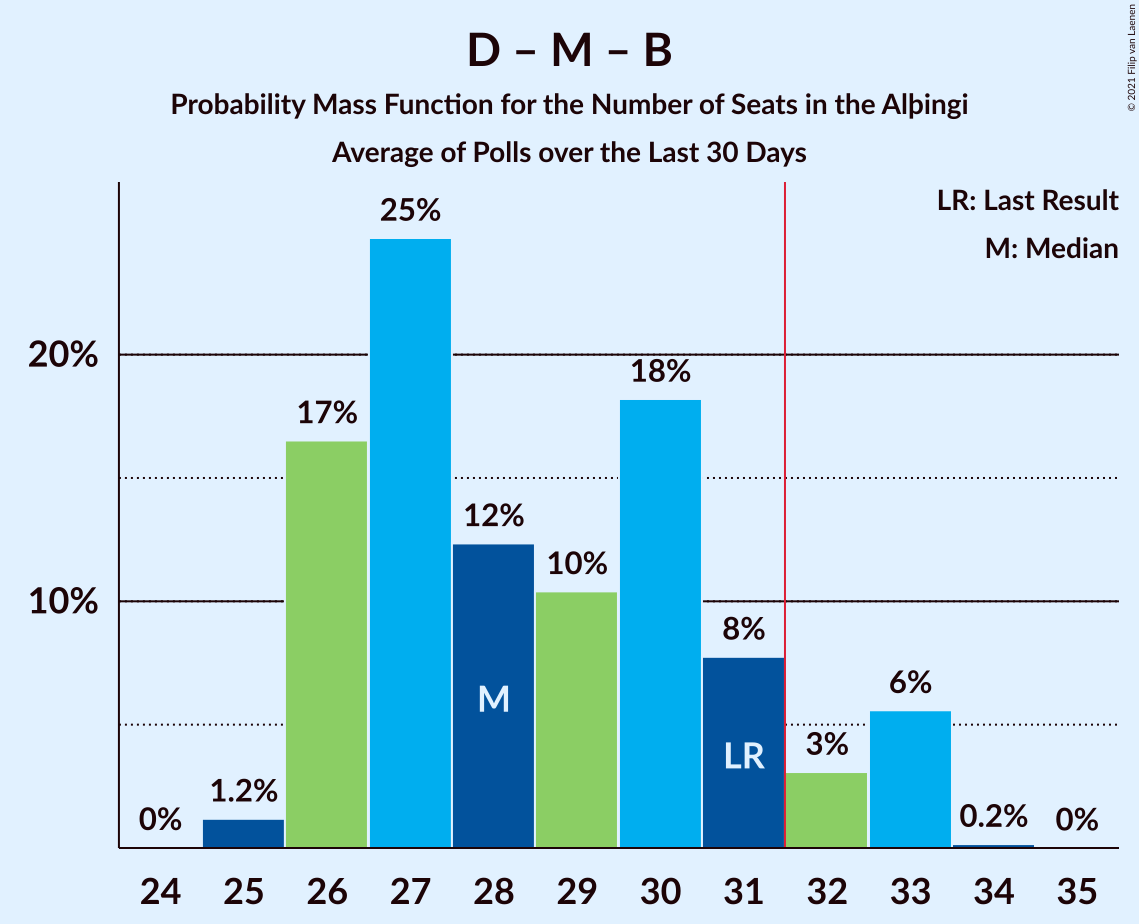 D – M – B
Probability Mass Function for the Number of Seats in the Alþingi
Average of Polls over the Last 30 Days
© 2021 Filip van Laenen
LR: Last Result
M: Median
25%
20%
18%
17%
12%
10%
10%
8%
6%
3%
1.2%
0%
0.2%
0%
M
LR
24 25 26 27 28 29 30 31 32 33 34 35